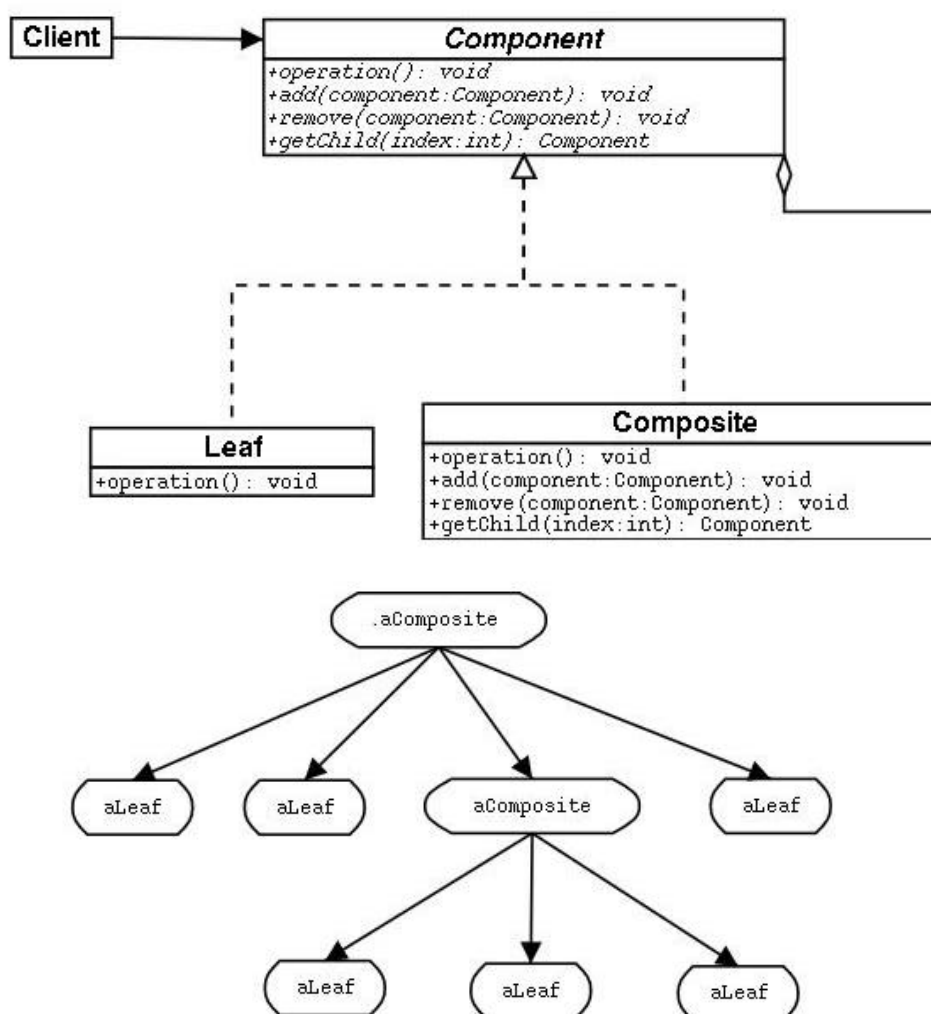 Client
Component
+operation(): void
+add(component:Component): void
+remove(component:Component): void
+getChild(index:int): Component
Leaf
+operation(): void
Composite
+operation(): void
+add(component:Component): void
+remove(component:Component): void
+getChild(index:int): Component
.aComposite
aLeaf
aLeaf
aComposite
aLeaf
aLeaf
aLeaf
aLeaf